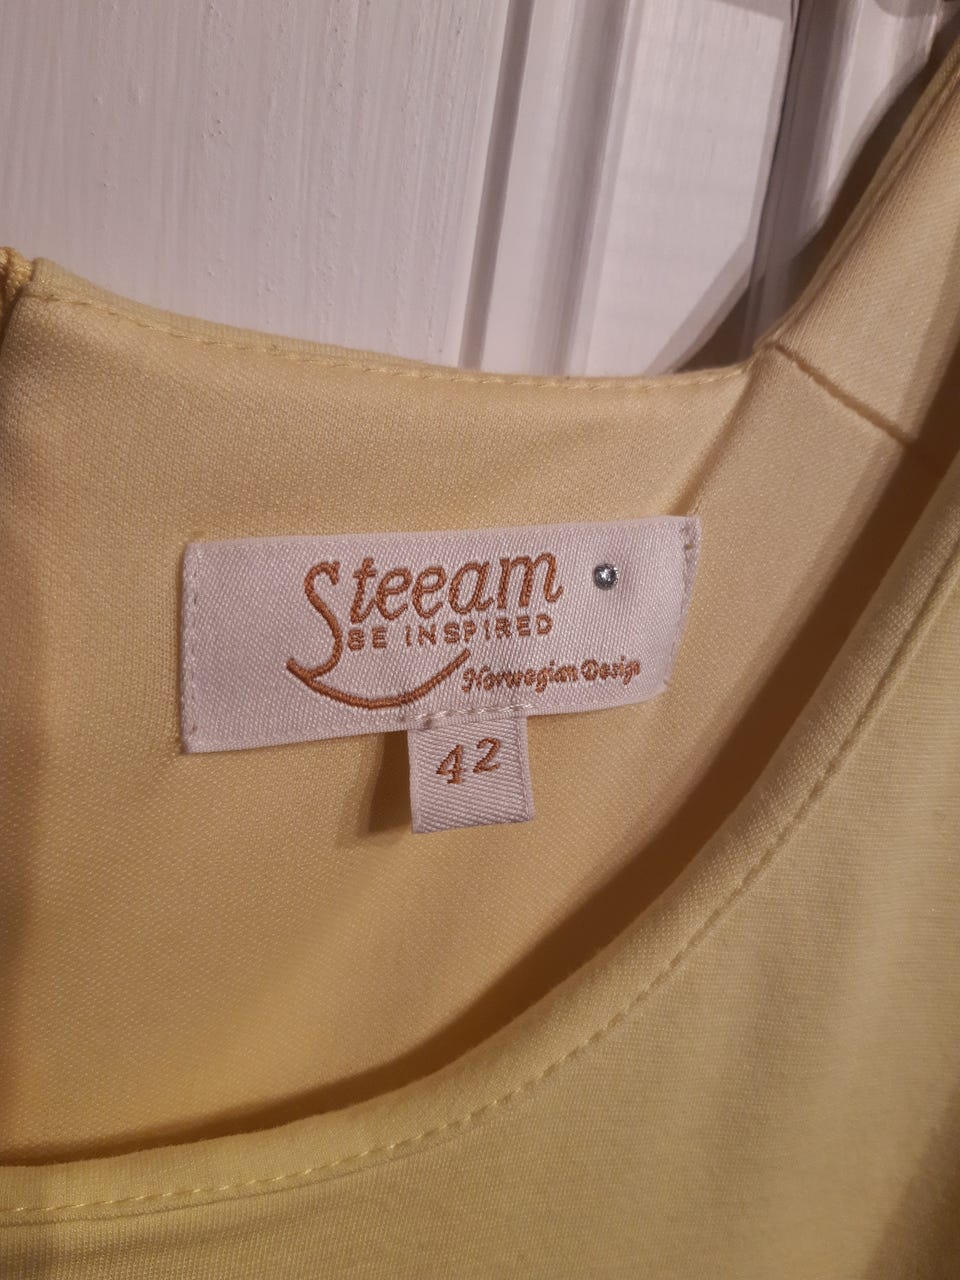 Steeam
BE INSPIRED
Norwegian Design
42